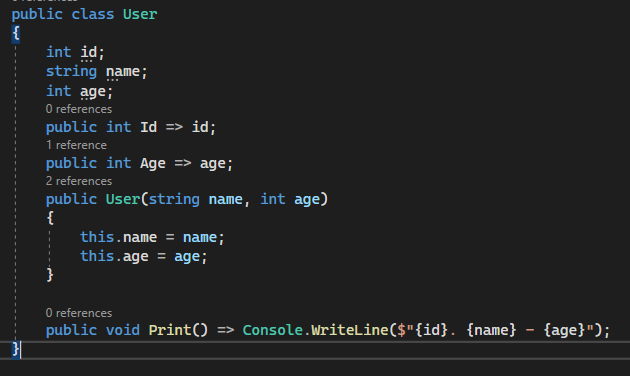 0 references
public class User
{
int id;
string name;
int age;
0 references
public int Id => id;
1 reference
public int Age => age;
2 references
public User(string name, int age)
{
this.name = name;
this.age = age;
}
0 references
public void Print() => Console.WriteLine($"{id}. {name} - {age}");
}